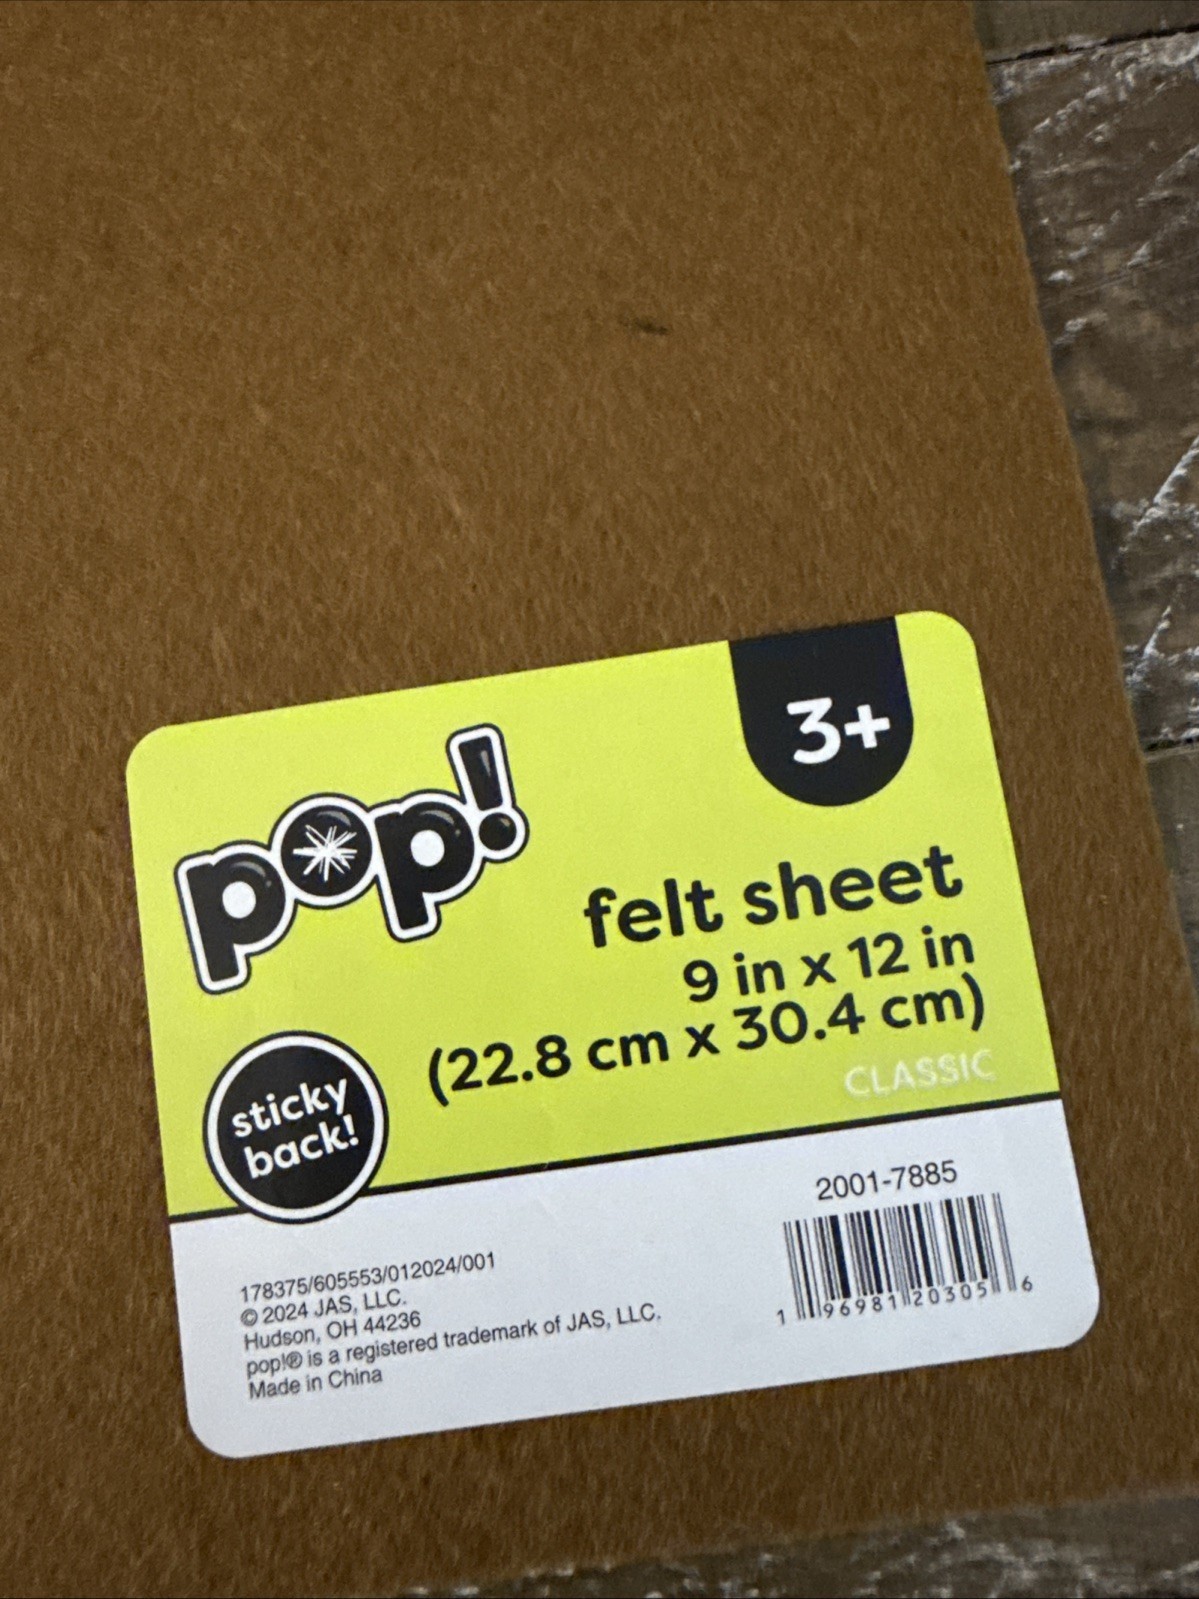 3+
pop!
felt sheet
9 in x 12 in
(22.8 cm x 30.4 cm)
CLASSIC
sticky
back!
2001-7885
178375/605553/012024/001
© 2024 JAS, LLC.
Hudson, OH 44236
pop!® is a registered trademark of JAS, LLC.
Made in China
1 96981 20305 6